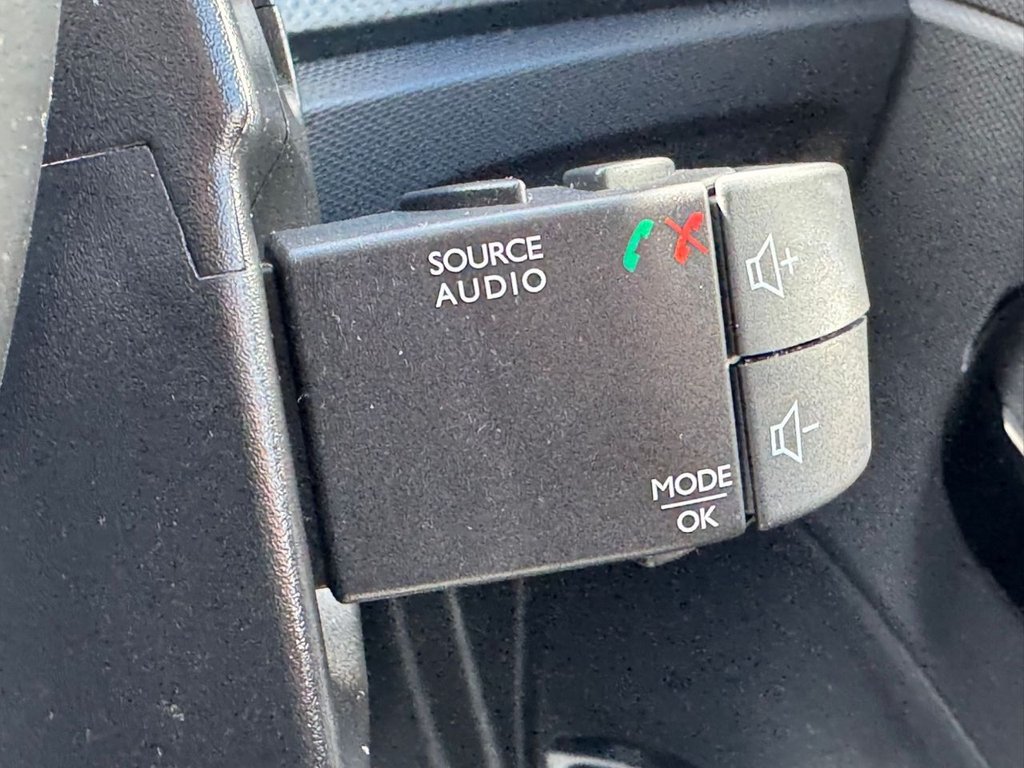 SOURCE
AUDIO
+
-
MODE
OK